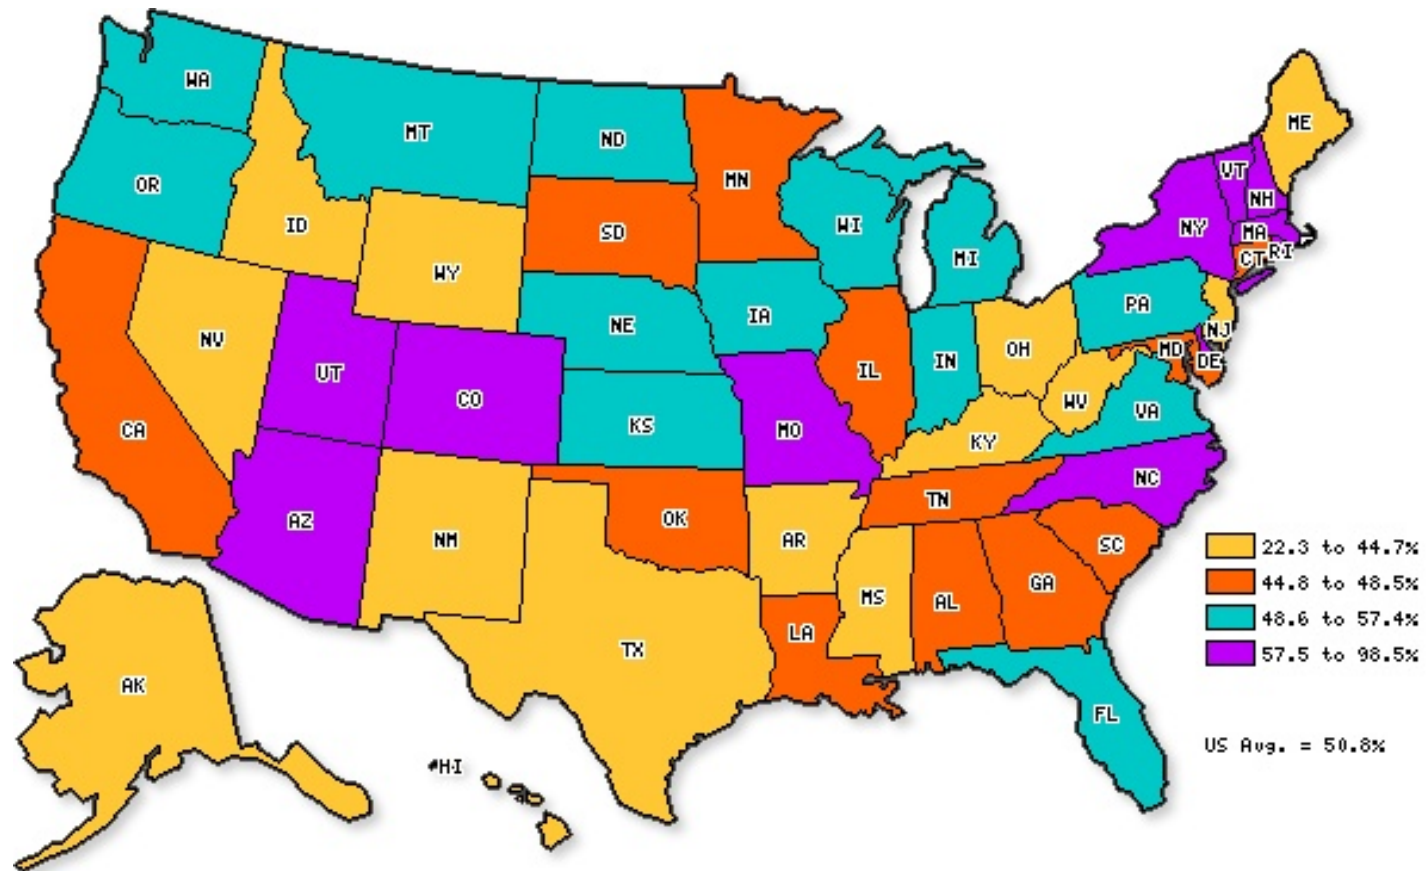 WA
MT
ND
MN
ME
OR
ID
SD
WI
VT
NH
NY
MA
CT
RI
WY
MI
NV
NE
IA
PA
NJ
UT
CO
KS
MO
IL
IN
OH
MD
DE
WV
VA
KY
CA
AZ
NM
OK
AR
TN
NC
SC
MS
AL
GA
LA
TX
AK
FL
HI
22.3 to 44.7%
44.8 to 48.5%
48.6 to 57.4%
57.5 to 98.5%
US Avg. = 50.8%